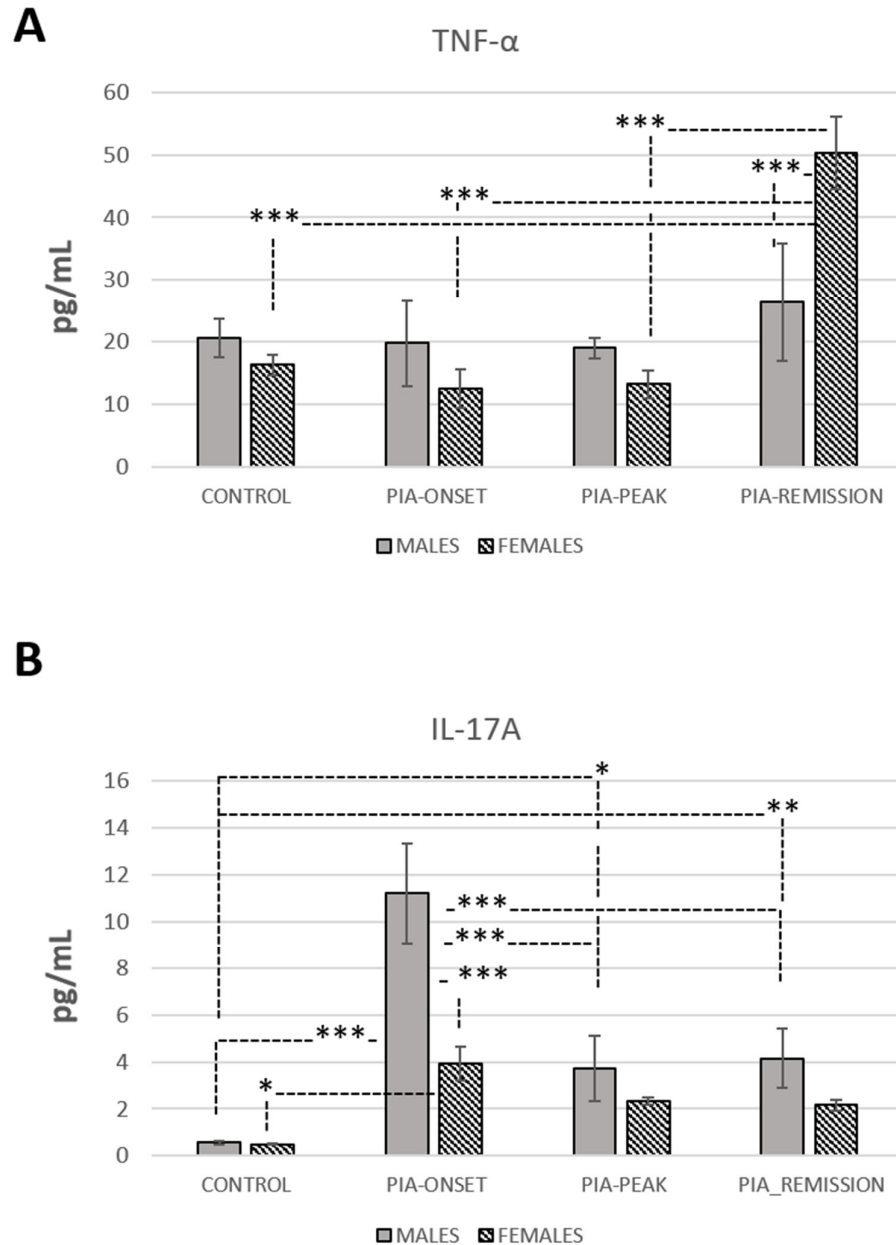 A
TNF-α
60
***
50
***
***
40
***
30
20
10
0
pg/mL
CONTROL PIA-ONSET PIA-PEAK PIA-REMISSION
MALES FEMALES
B
IL-17A
16
*
**
14
12
***
10
***
8
***
6
***
4
*
2
0
pg/mL
CONTROL PIA-ONSET PIA-PEAK PIA_REMISSION
MALES FEMALES